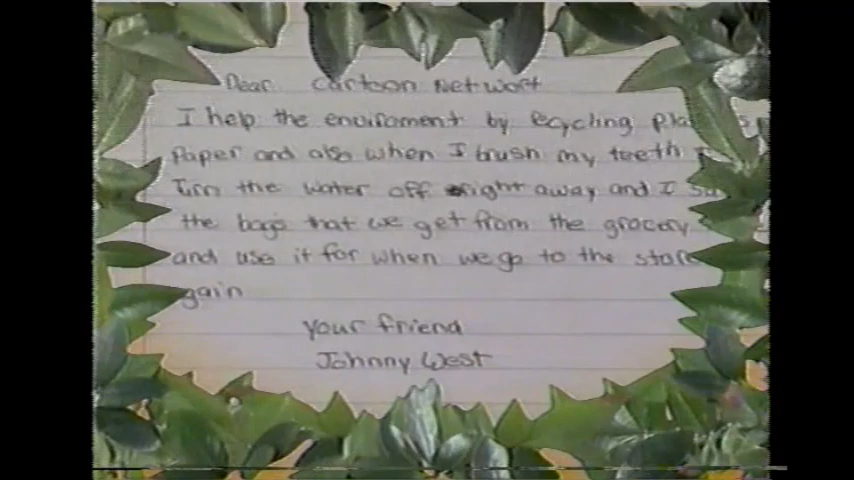 Dear Cartoon Network
I help the enviroment by recycling
Paper and also when I brush my teeth I
Turn the water off right away and I
the bags that we get from the grocery
and use it for when we go to the store
again
your friend
Johnny West